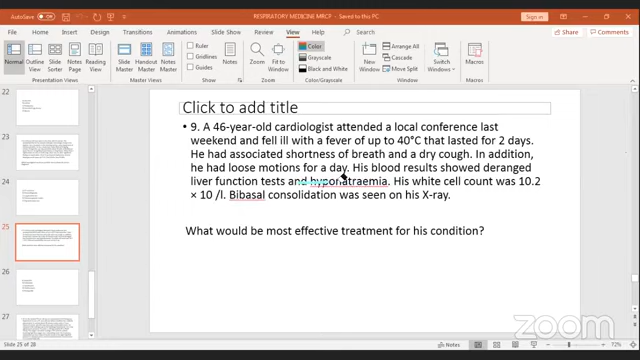 AutoSave Off
RESPIRATORY MEDICINE MRCP - Saved to this PC
Sign in
File Home Insert Draw Design Transitions Animations Slide Show Review View Help Search
Share Comments
Normal Outline View Slide Sorter Notes Page Reading View
Slide Master Handout Master Notes Master
Ruler
Gridlines
Guides
Notes
Zoom Fit to Window
Color
Grayscale
Black and White
New Window
Arrange All
Cascade
Move Split
Switch Windows
Macros
Presentation Views Master Views Show Zoom Color/Grayscale Window Macros
22
23
24
25
26
27
Click to add title
• 9. A 46-year-old cardiologist attended a local conference last
weekend and fell ill with a fever of up to 40°C that lasted for 2 days.
He had associated shortness of breath and a dry cough. In addition,
he had loose motions for a day. His blood results showed deranged
liver function tests and hyponatraemia. His white cell count was 10.2
× 10 /l. Bibasal consolidation was seen on his X-ray.
What would be most effective treatment for his condition?
zoom
Slide 25 of 28
Notes
72%